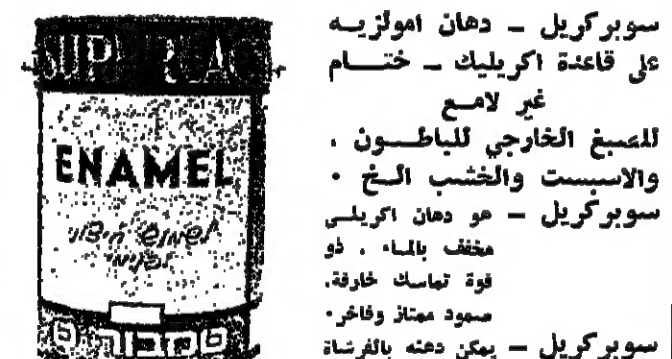 ENAMEL
سوبركريل – دهان امولزيه
على قاعدة اكريليك – ختام
غير لامع
للصبغ الخارجي للباطون .
والاسبست والخشب الخ .
سوبركريل – هو دهان اكريلي
مخفف بالماء . ذو
قوة تماسك خارقة.
صمود ممتاز وفاخر.
سوبركريل – يمكن دهنه بالفرشاة